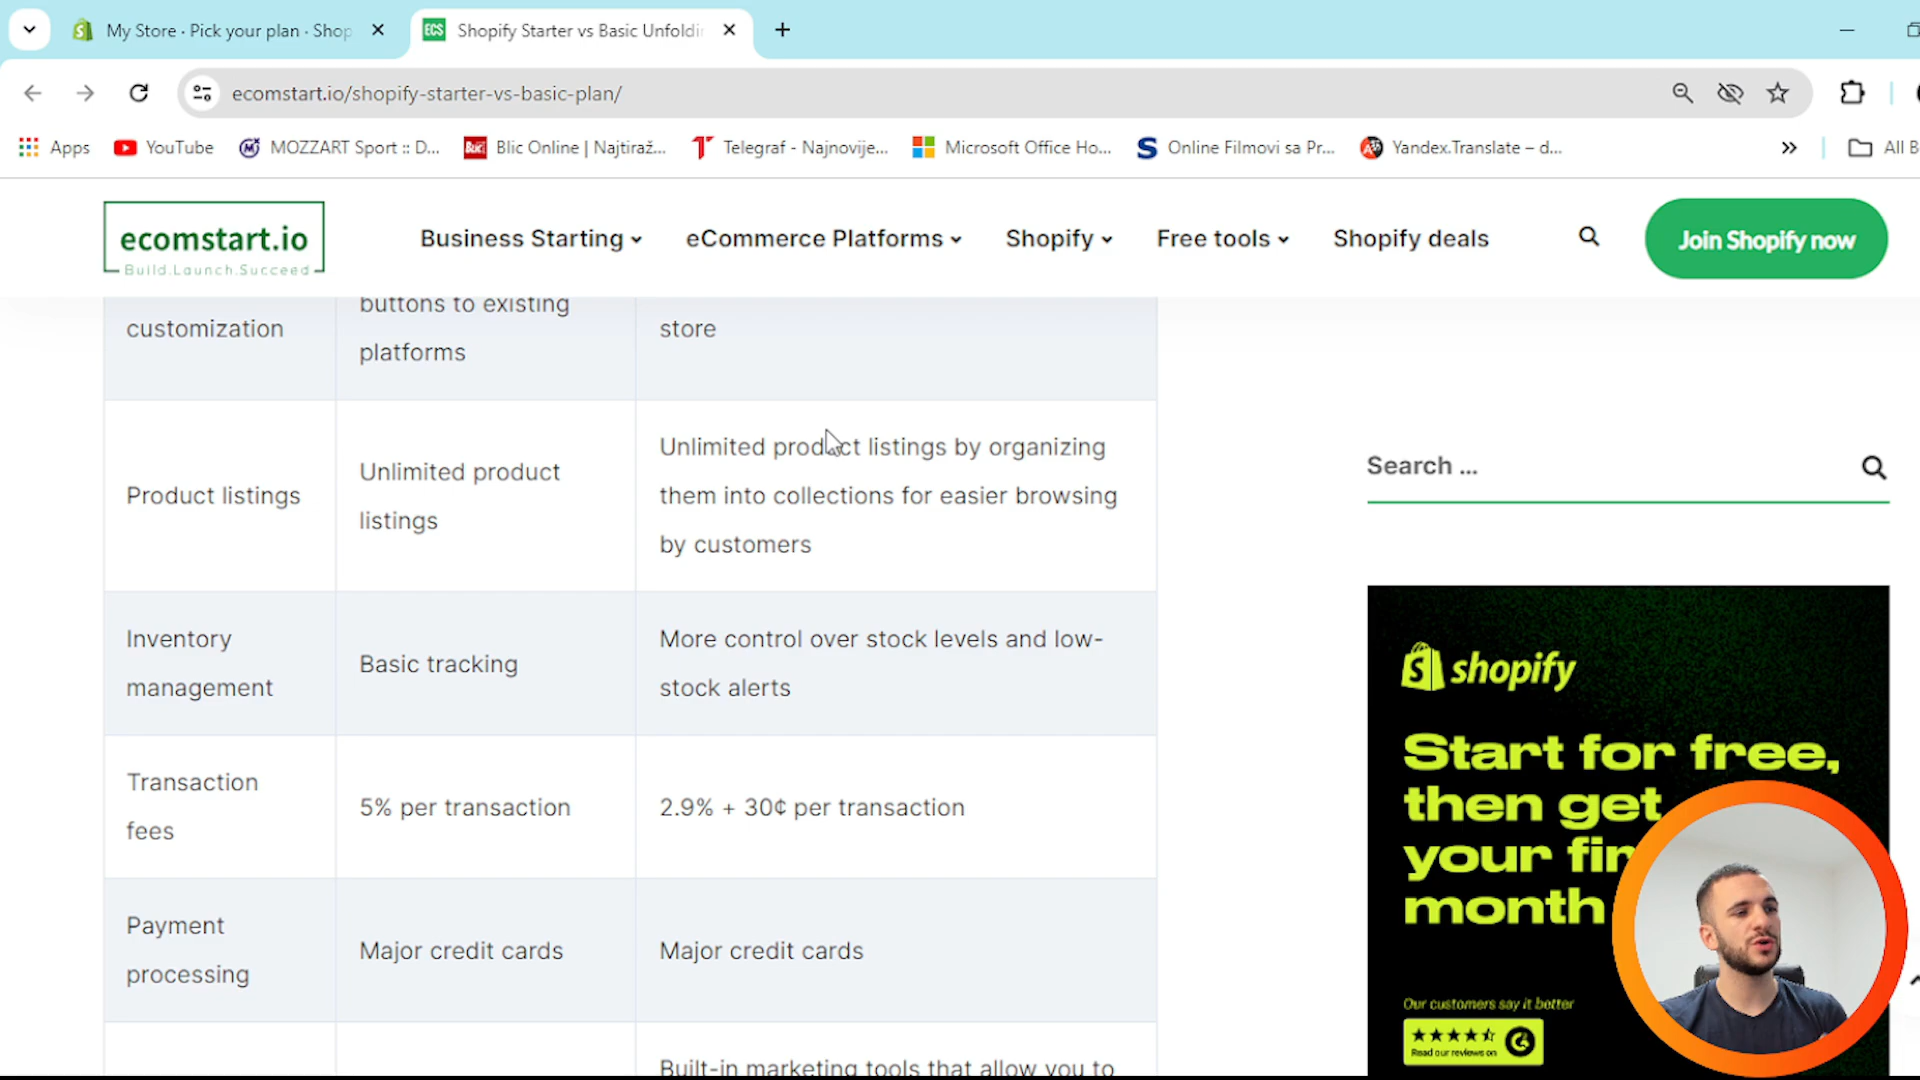 My Store · Pick your plan · Shop
Shopify Starter vs Basic Unfoldi
ecomstart.io/shopify-starter-vs-basic-plan/
Apps
YouTube
MOZZART Sport :: D...
Blic Online | Najtiraž...
Telegraf - Najnovije...
Microsoft Office Ho...
Online Filmovi sa Pr...
Yandex.Translate – d...
All B
ecomstart.io
Build.Launch.Succeed
Business Starting
eCommerce Platforms
Shopify
Free tools
Shopify deals
Join Shopify now
customization
buttons to existing
platforms
store
Product listings
Unlimited product
listings
Unlimited product listings by organizing
them into collections for easier browsing
by customers
Inventory
management
Basic tracking
More control over stock levels and low-
stock alerts
Transaction
fees
5% per transaction
2.9% + 30¢ per transaction
Payment
processing
Major credit cards
Major credit cards
Built-in marketing tools that allow you to
Search ...
shopify
Start for free,
then get
your fir
month
Our customers say it better
Read our reviews on